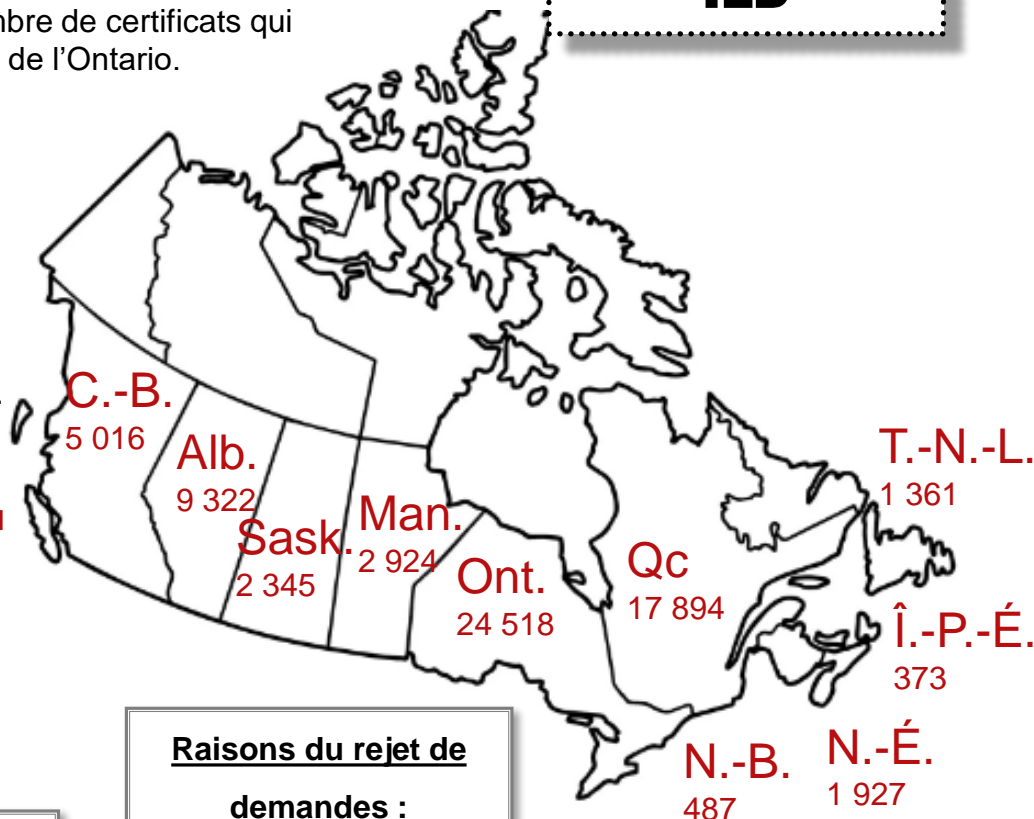 de certificats qui
de l’Ontario.
C.-B.
5 016
Alb.
9 322
Sask.
2 345
Man.
2 924
Ont.
24 518
Qc
17 894
T.-N.-L.
1 361
Î.-P.-É.
373
N.-B.
487
N.-É.
1 927
Raisons du rejet de
demandes :